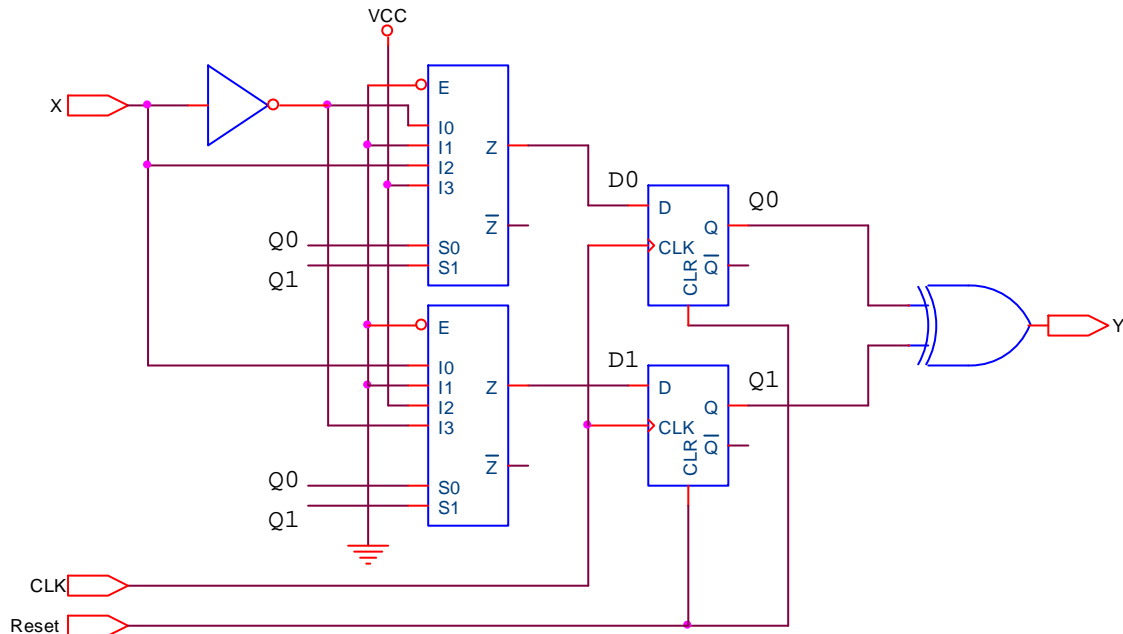 VCC
X
E
I0
I1
I2
I3
Z
Z̅
S0
S1
Q0
Q1
E
I0
I1
I2
I3
Z
Z̅
S0
S1
Q0
Q1
D0
D
Q
CLK
CLR
Q̅
Q0
D1
D
Q
CLK
CLR
Q̅
Q1
Y
CLK
Reset